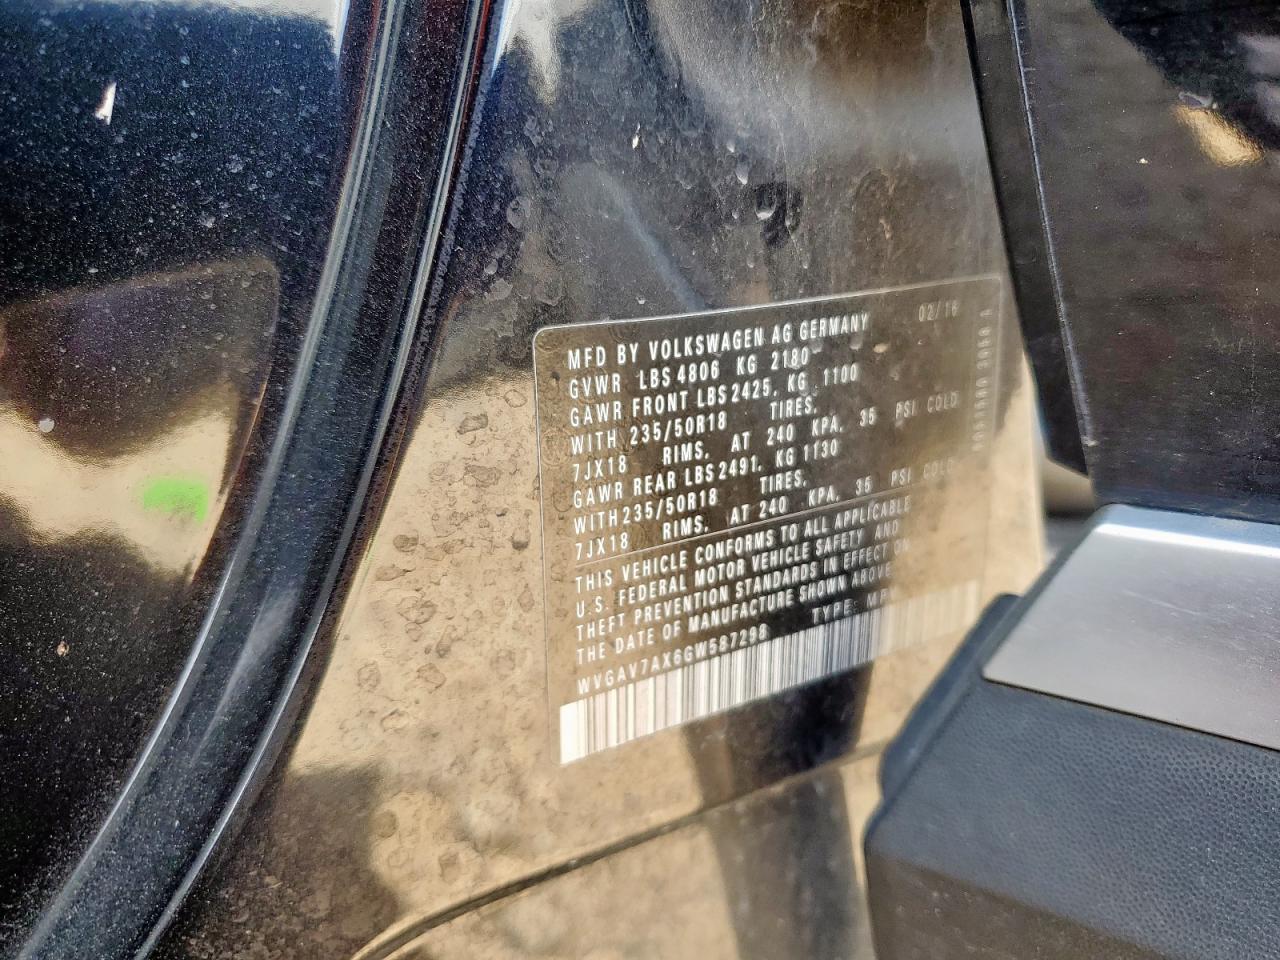 MFD BY VOLKSWAGEN AG GERMANY 02/16
GVWR LBS 4806 KG 2180
GAWR FRONT LBS 2425, KG 1100
WITH 235/50R18 TIRES,
7JX18 RIMS, AT 240 KPA, 35 PSI COLD
GAWR REAR LBS 2491, KG 1130
WITH 235/50R18 TIRES,
7JX18 RIMS, AT 240 KPA, 35 PSI COLD
THIS VEHICLE CONFORMS TO ALL APPLICABLE
U.S. FEDERAL MOTOR VEHICLE SAFETY AND
THEFT PREVENTION STANDARDS IN EFFECT ON
THE DATE OF MANUFACTURE SHOWN ABOVE
WVGAV7AX6GW587298 TYPE: MPV